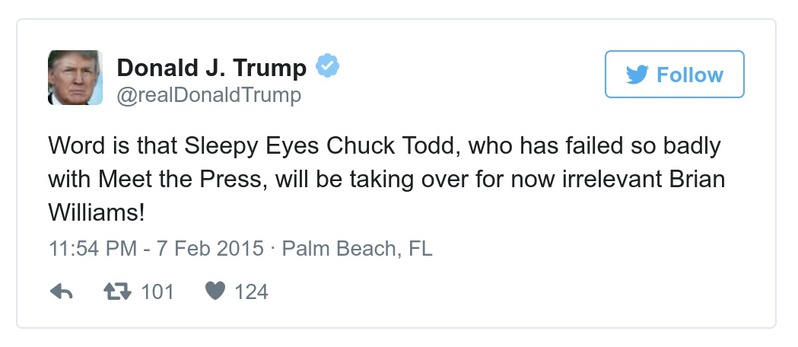 Donald J. Trump
@realDonaldTrump
Follow
Word is that Sleepy Eyes Chuck Todd, who has failed so badly
with Meet the Press, will be taking over for now irrelevant Brian
Williams!
11:54 PM - 7 Feb 2015 · Palm Beach, FL
101 124